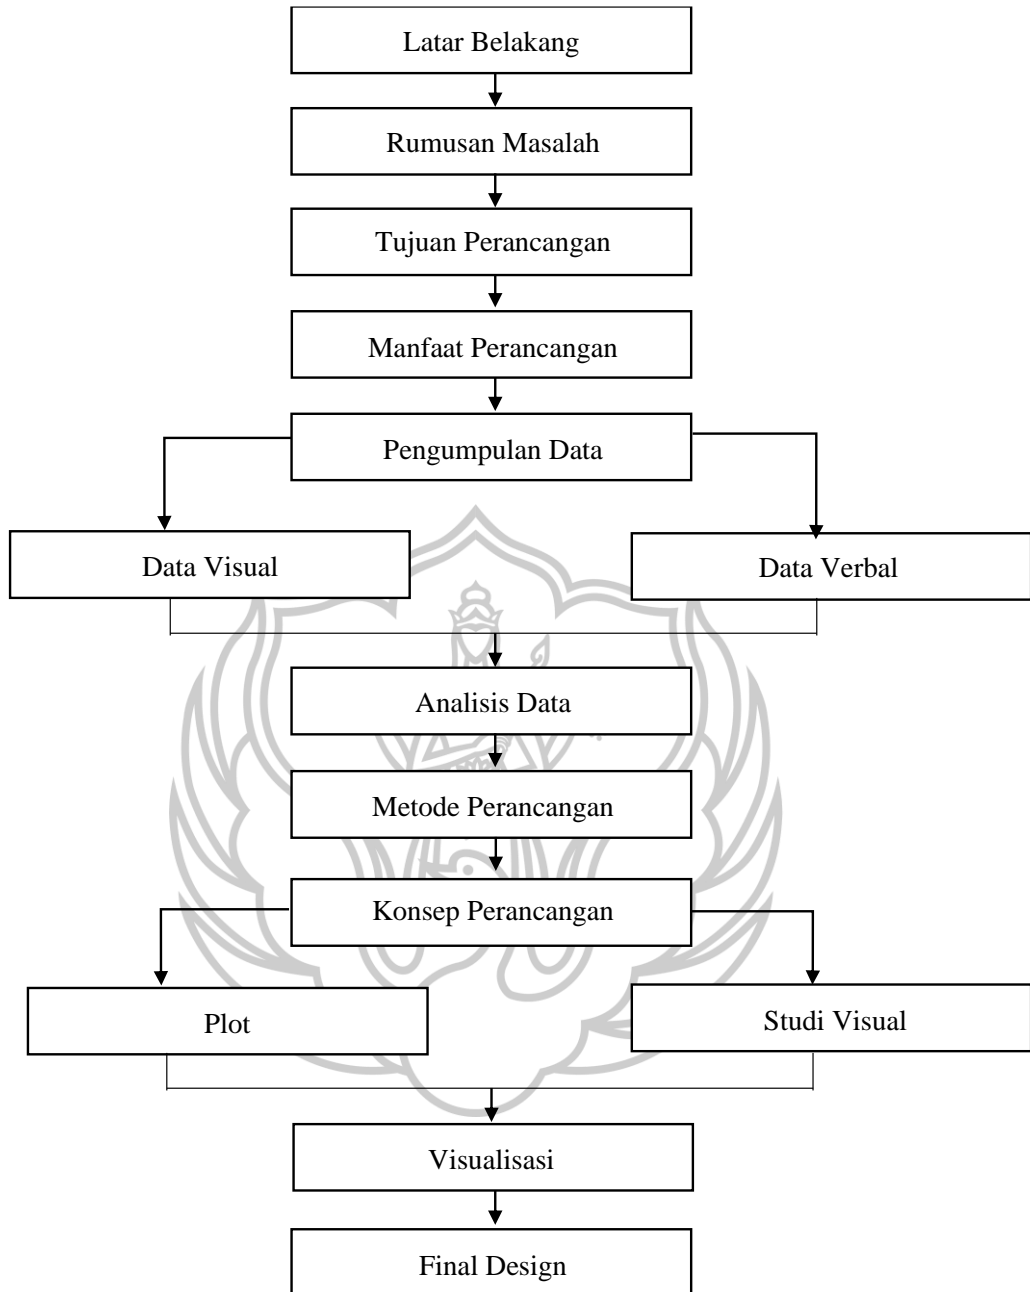 Latar Belakang
Rumusan Masalah
Tujuan Perancangan
Manfaat Perancangan
Pengumpulan Data
Data Visual
Data Verbal
Analisis Data
Metode Perancangan
Konsep Perancangan
Plot
Studi Visual
Visualisasi
Final Design